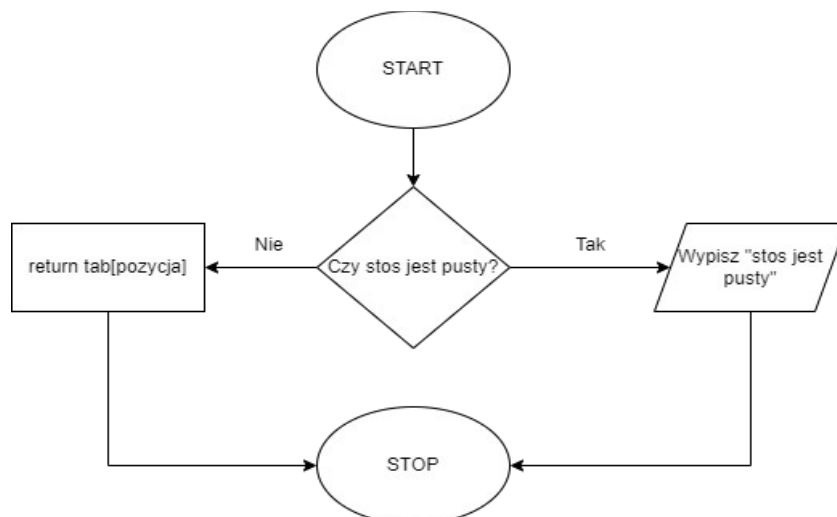 START
Nie
Tak
return tab[pozycja]
Czy stos jest pusty?
Wypisz "stos jest
pusty"
STOP